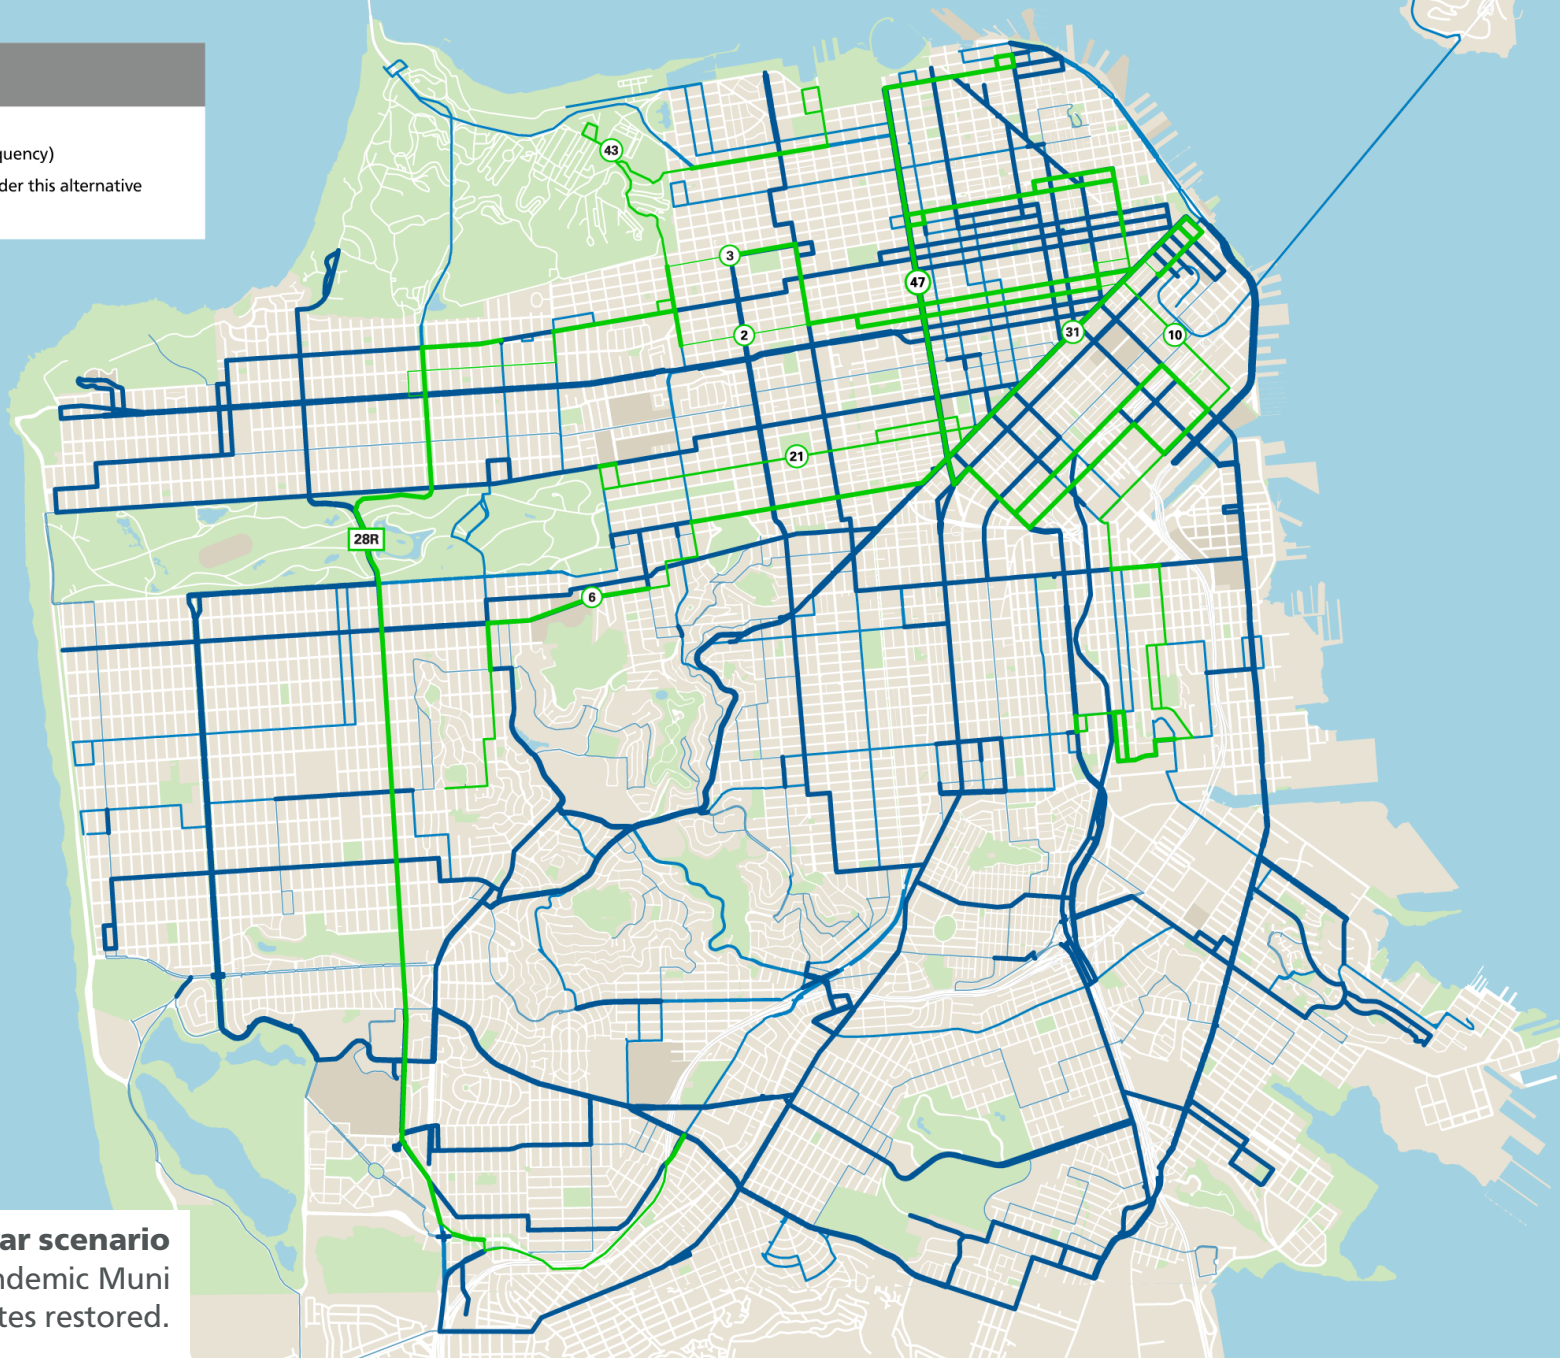 quency)
der this alternative
43
3
47
2
31
10
21
28R
6
ar scenario
ndemic Muni
tes restored.